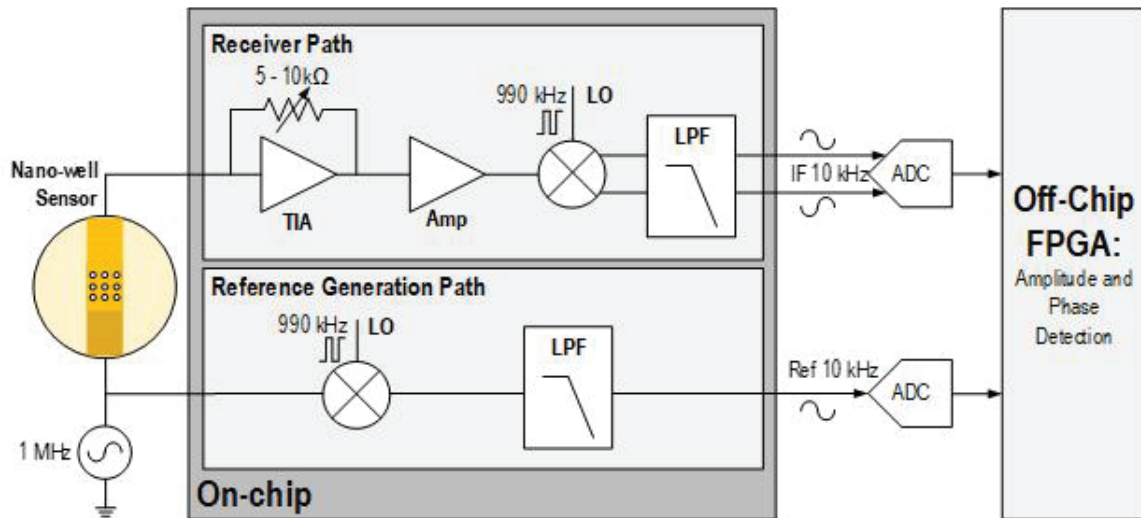 Receiver Path
5 - 10kΩ
990 kHz
LO
LPF
Nano-well
Sensor
TIA
Amp
IF 10 kHz
ADC
Off-Chip
FPGA:
Amplitude and
Phase
Detection
Reference Generation Path
990 kHz
LO
LPF
Ref 10 kHz
ADC
1 MHz
On-chip